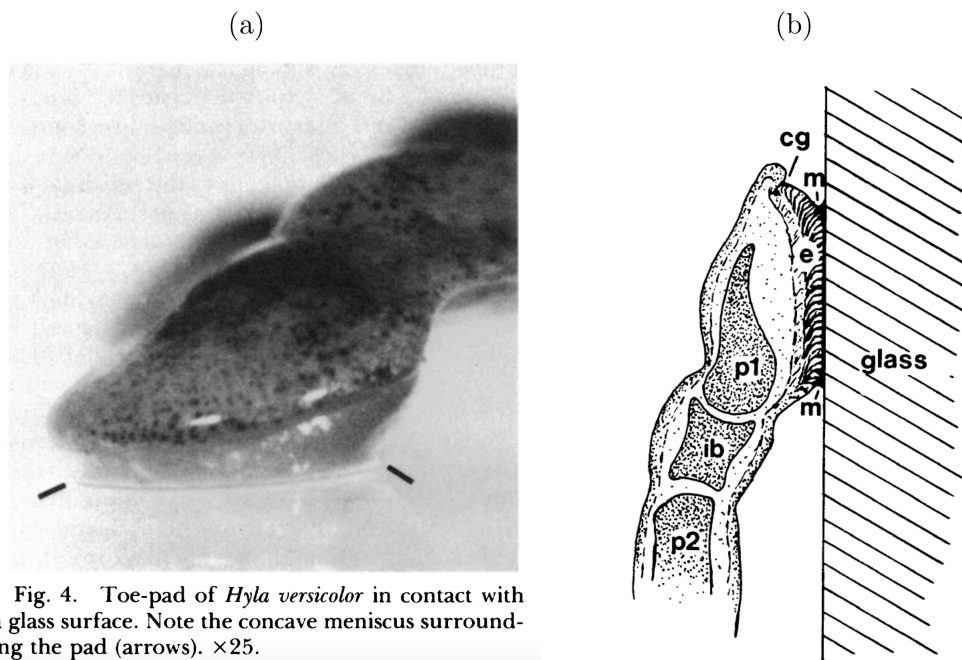 (a)
(b)
cg
m
e
glass
p1
m
ib
p2
Fig. 4. Toe-pad of Hyla versicolor in contact with
a glass surface. Note the concave meniscus surround-
ing the pad (arrows). ×25.